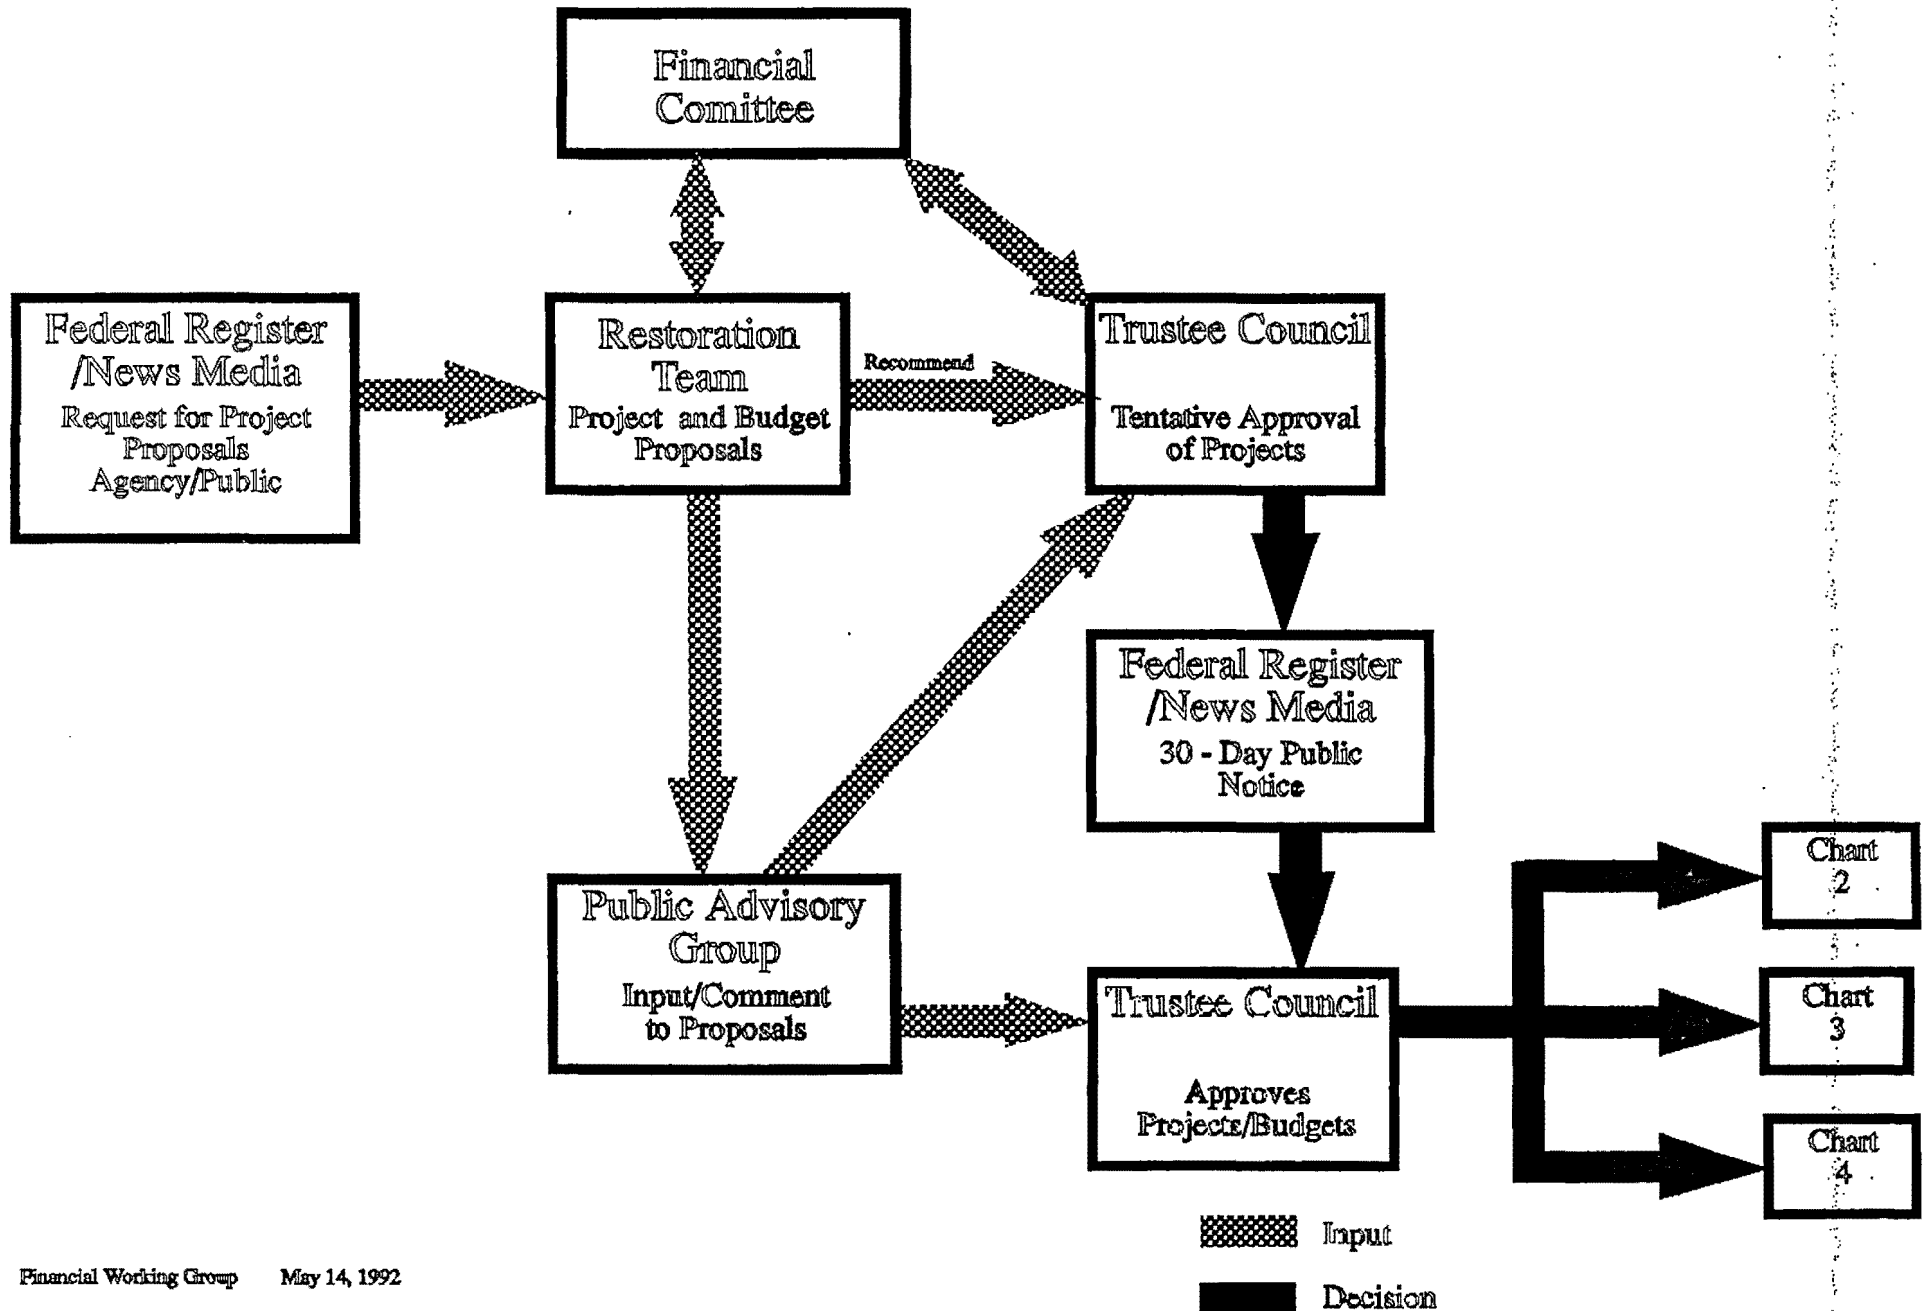 Financial
Comittee
Federal Register
/News Media
Request for Project
Proposals
Agency/Public
Restoration
Team
Project and Budget
Proposals
Recommend
Trustee Council
Tentative Approval
of Projects
Federal Register
/News Media
30 - Day Public
Notice
Public Advisory
Group
Input/Comment
to Proposals
Trustee Council
Approves
Projects/Budgets
Chart
2
Chart
3
Chart
4
Input
Decision
Financial Working Group May 14, 1992